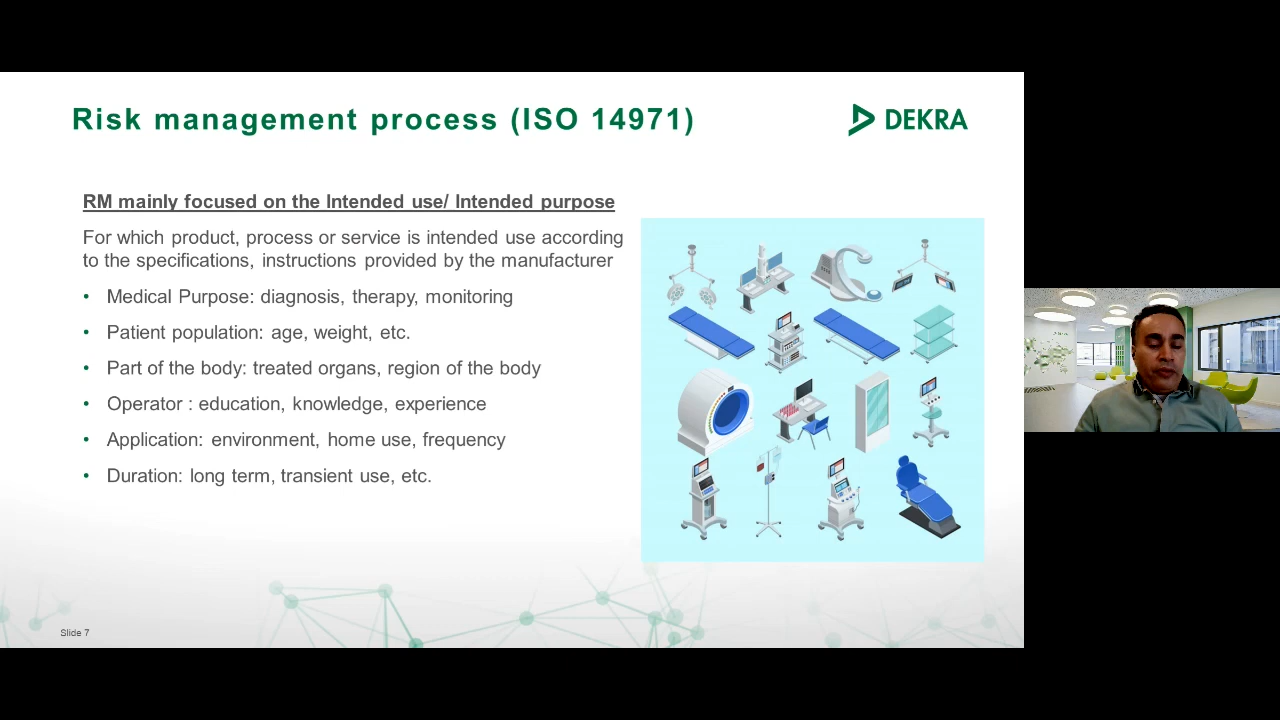 Risk management process (ISO 14971)
DEKRA
RM mainly focused on the Intended use/ Intended purpose
For which product, process or service is intended use according
to the specifications, instructions provided by the manufacturer
• Medical Purpose: diagnosis, therapy, monitoring
• Patient population: age, weight, etc.
• Part of the body: treated organs, region of the body
• Operator : education, knowledge, experience
• Application: environment, home use, frequency
• Duration: long term, transient use, etc.
Slide 7